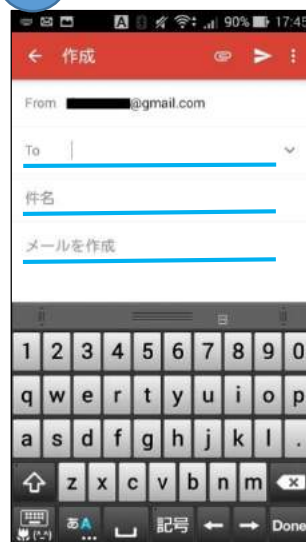 A 90% 17:45
作成
From @gmail.com
To
件名
メールを作成
1 2 3 4 5 6 7 8 9 0
q w e r t y u i o p
a s d f g h j k l .
z x c v b n m
(^.^) あA 記号 ← → Done